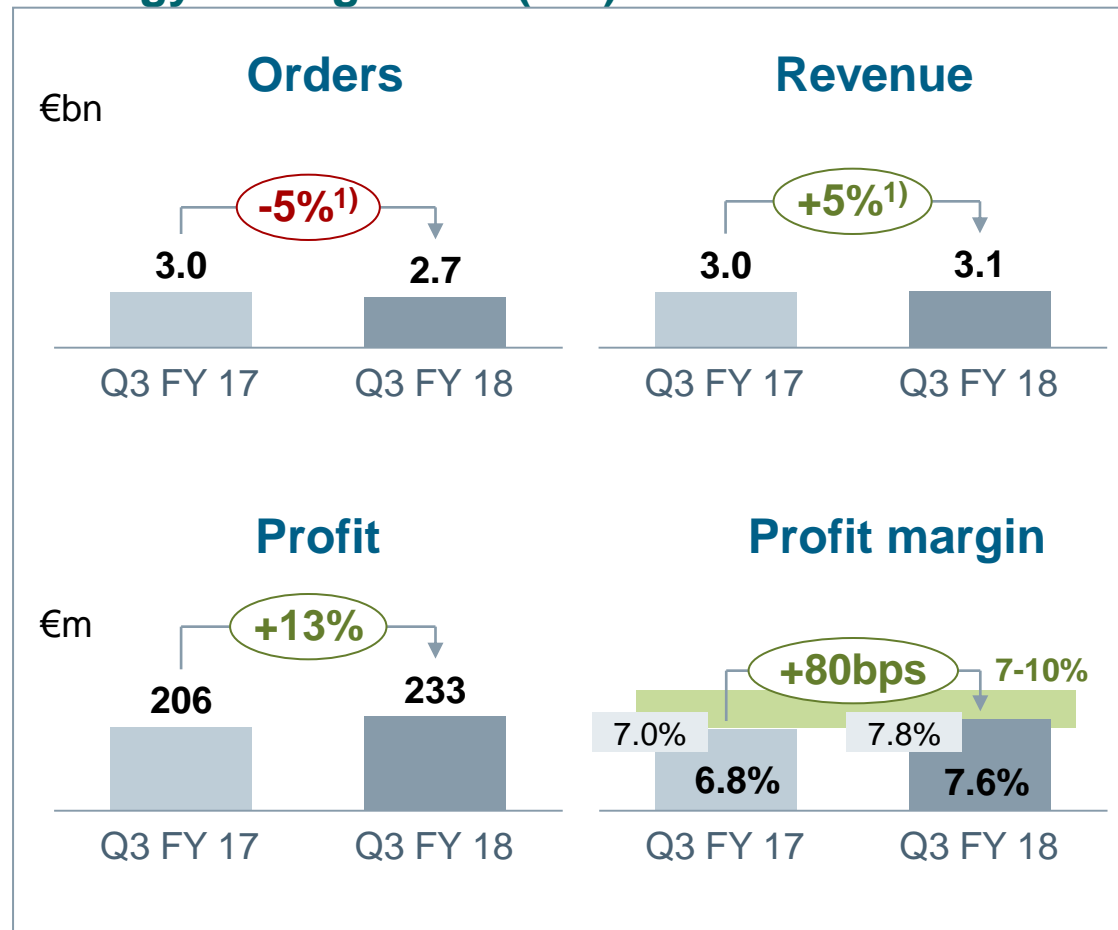 Orders
Revenue
€bn
-5%1)
+5%1)
3.0
2.7
3.0
3.1
Q3 FY 17
Q3 FY 18
Q3 FY 17
Q3 FY 18
Profit
Profit margin
€m
+13%
+80bps
7-10%
206
233
7.0%
7.8%
6.8%
7.6%
Q3 FY 17
Q3 FY 18
Q3 FY 17
Q3 FY 18